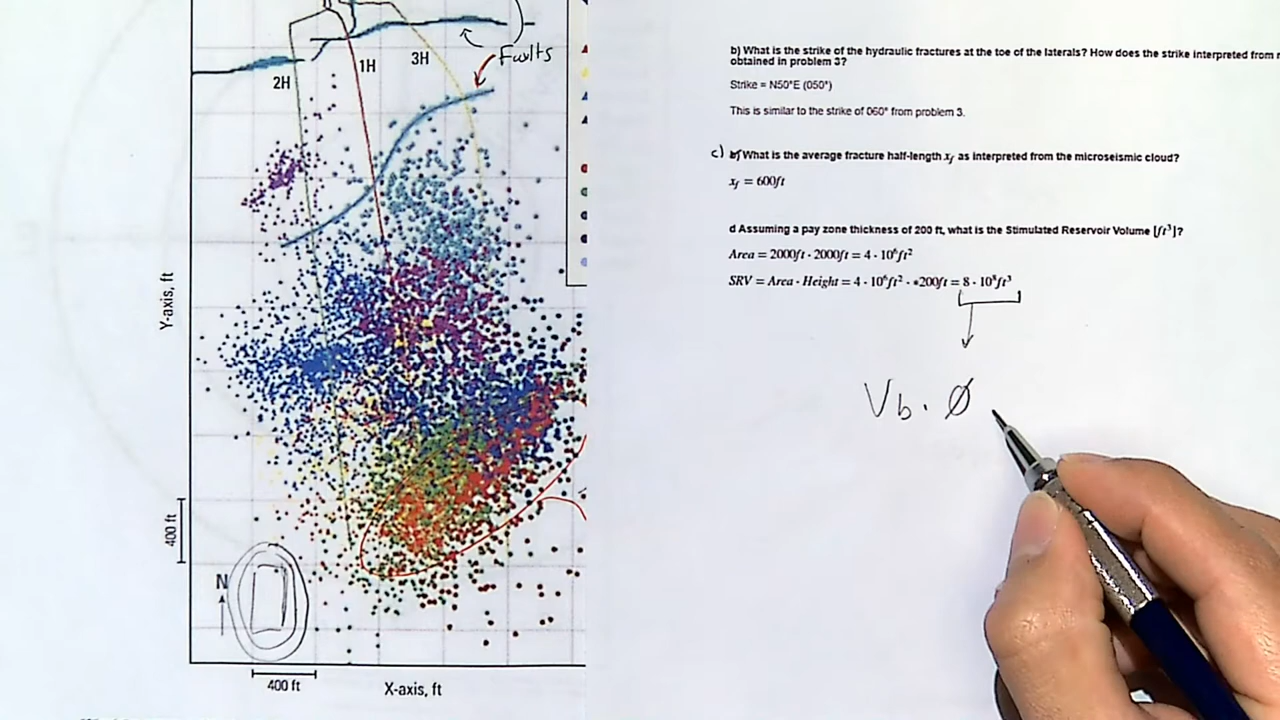 Faults
1H
3H
2H
Y-axis, ft
400 ft
N
400 ft
X-axis, ft
b) What is the strike of the hydraulic fractures at the toe of the laterals? How does the strike interpreted from
obtained in problem 3?
Strike = N50°E (050°)
This is similar to the strike of 060° from problem 3.
c) What is the average fracture half-length x_f as interpreted from the microseismic cloud?
x_f = 600ft
d Assuming a pay zone thickness of 200 ft, what is the Stimulated Reservoir Volume [ft³]?
Area = 2000ft · 2000ft = 4 · 10⁶ft²
SRV = Area · Height = 4 · 10⁶ft² · *200ft = 8 · 10⁸ft³
Vb · Ø